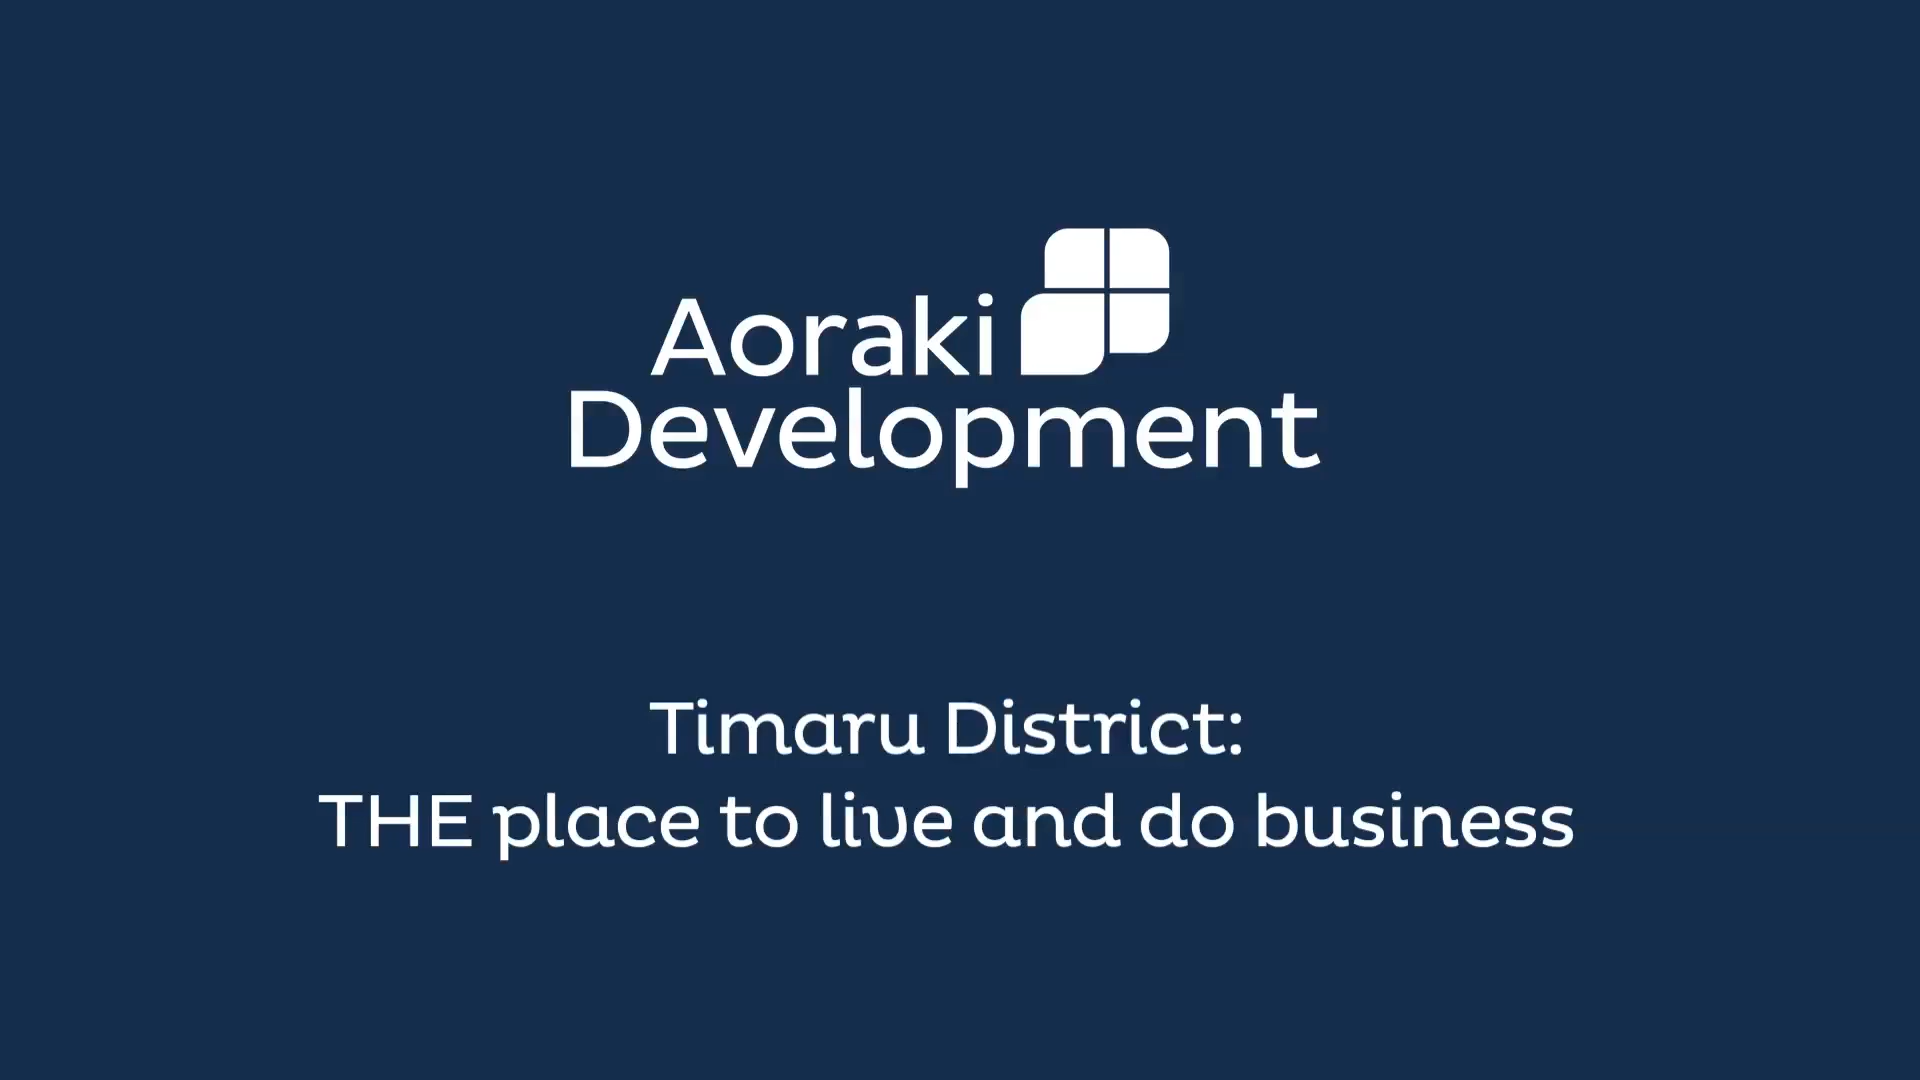 Aoraki
Development
Timaru District:
THE place to live and do business